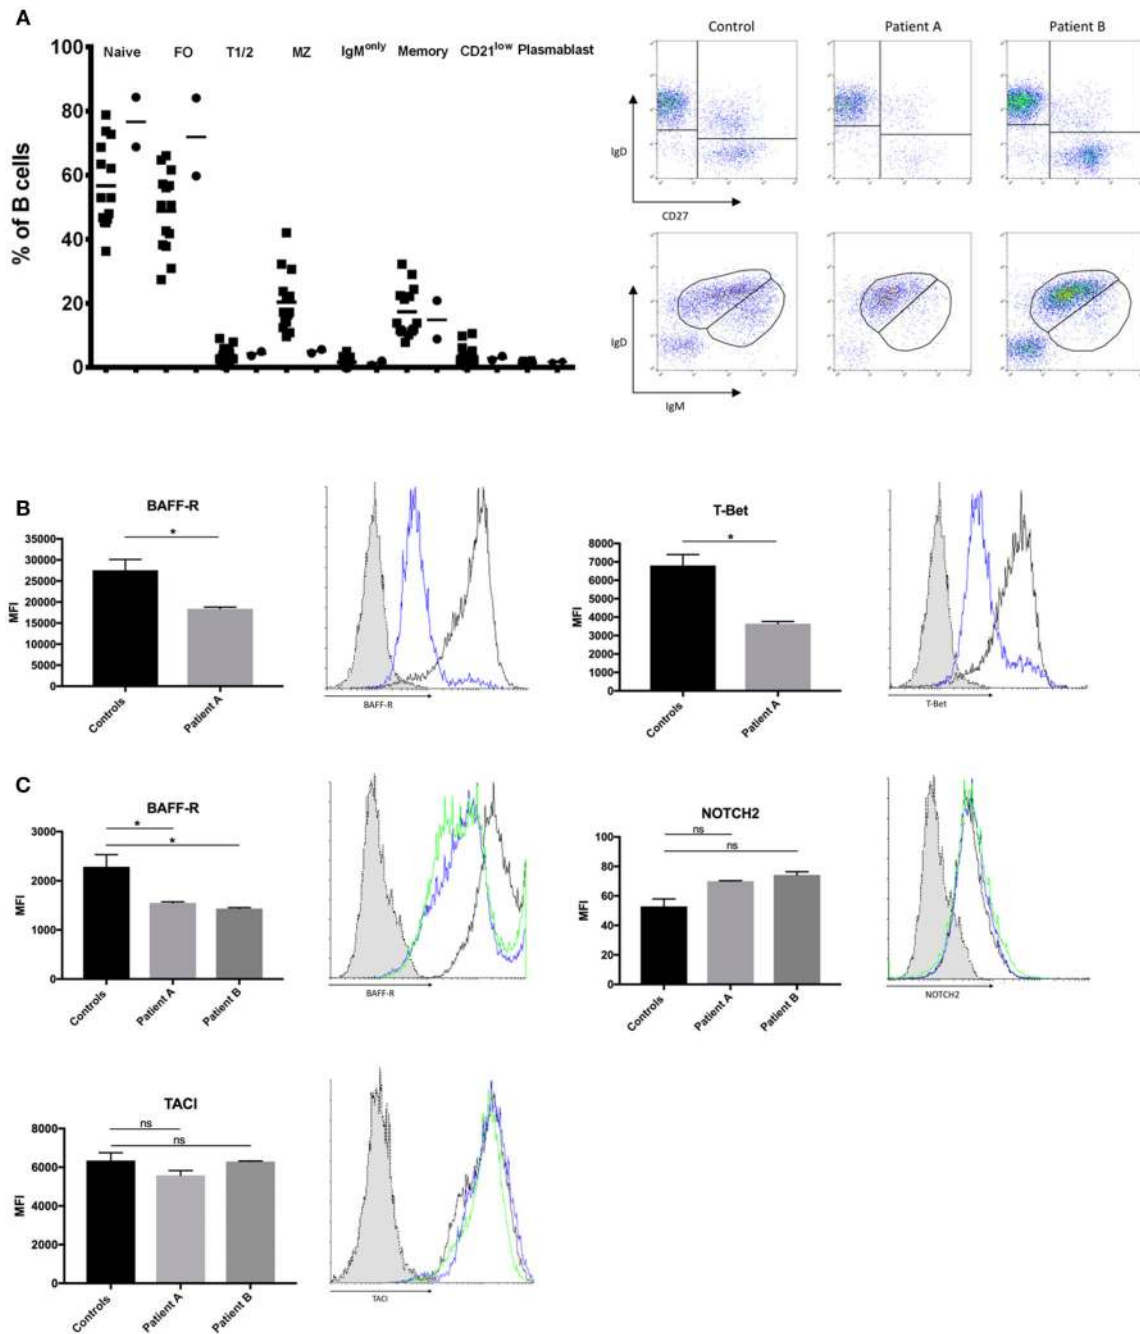 A
Naive FO T1/2 MZ IgMonly Memory CD21low Plasmablast
100
80
60
40
20
0
% of B cells
Control Patient A Patient B
IgD
CD27
IgD
IgM
B
BAFF-R
*
35000
30000
25000
20000
15000
10000
5000
0
MFI
Controls
Patient A
BAFF-R
T-Bet
*
8000
7000
6000
5000
4000
3000
2000
1000
0
MFI
Controls
Patient A
T-Bet
C
BAFF-R
*
*
3000
2000
1000
0
MFI
Controls
Patient A
Patient B
BAFF-R
NOTCH2
ns
ns
100
80
60
40
20
0
MFI
Controls
Patient A
Patient B
NOTCH2
TACI
ns
ns
8000
6000
4000
2000
0
MFI
Controls
Patient A
Patient B
TACI